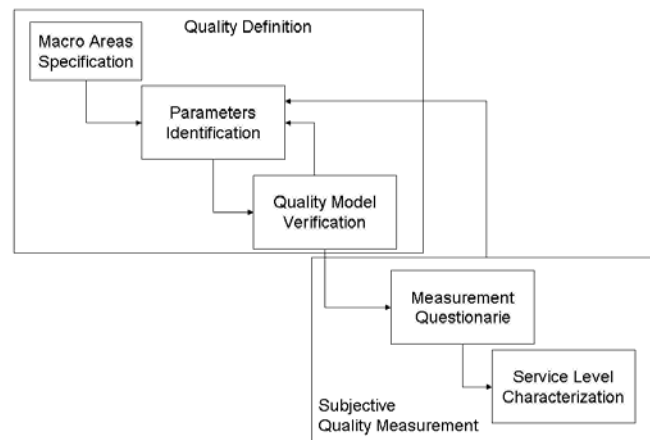 Quality Definition
Macro Areas
Specification
Parameters
Identification
Quality Model
Verification
Measurement
Questionarie
Service Level
Characterization
Subjective
Quality Measurement